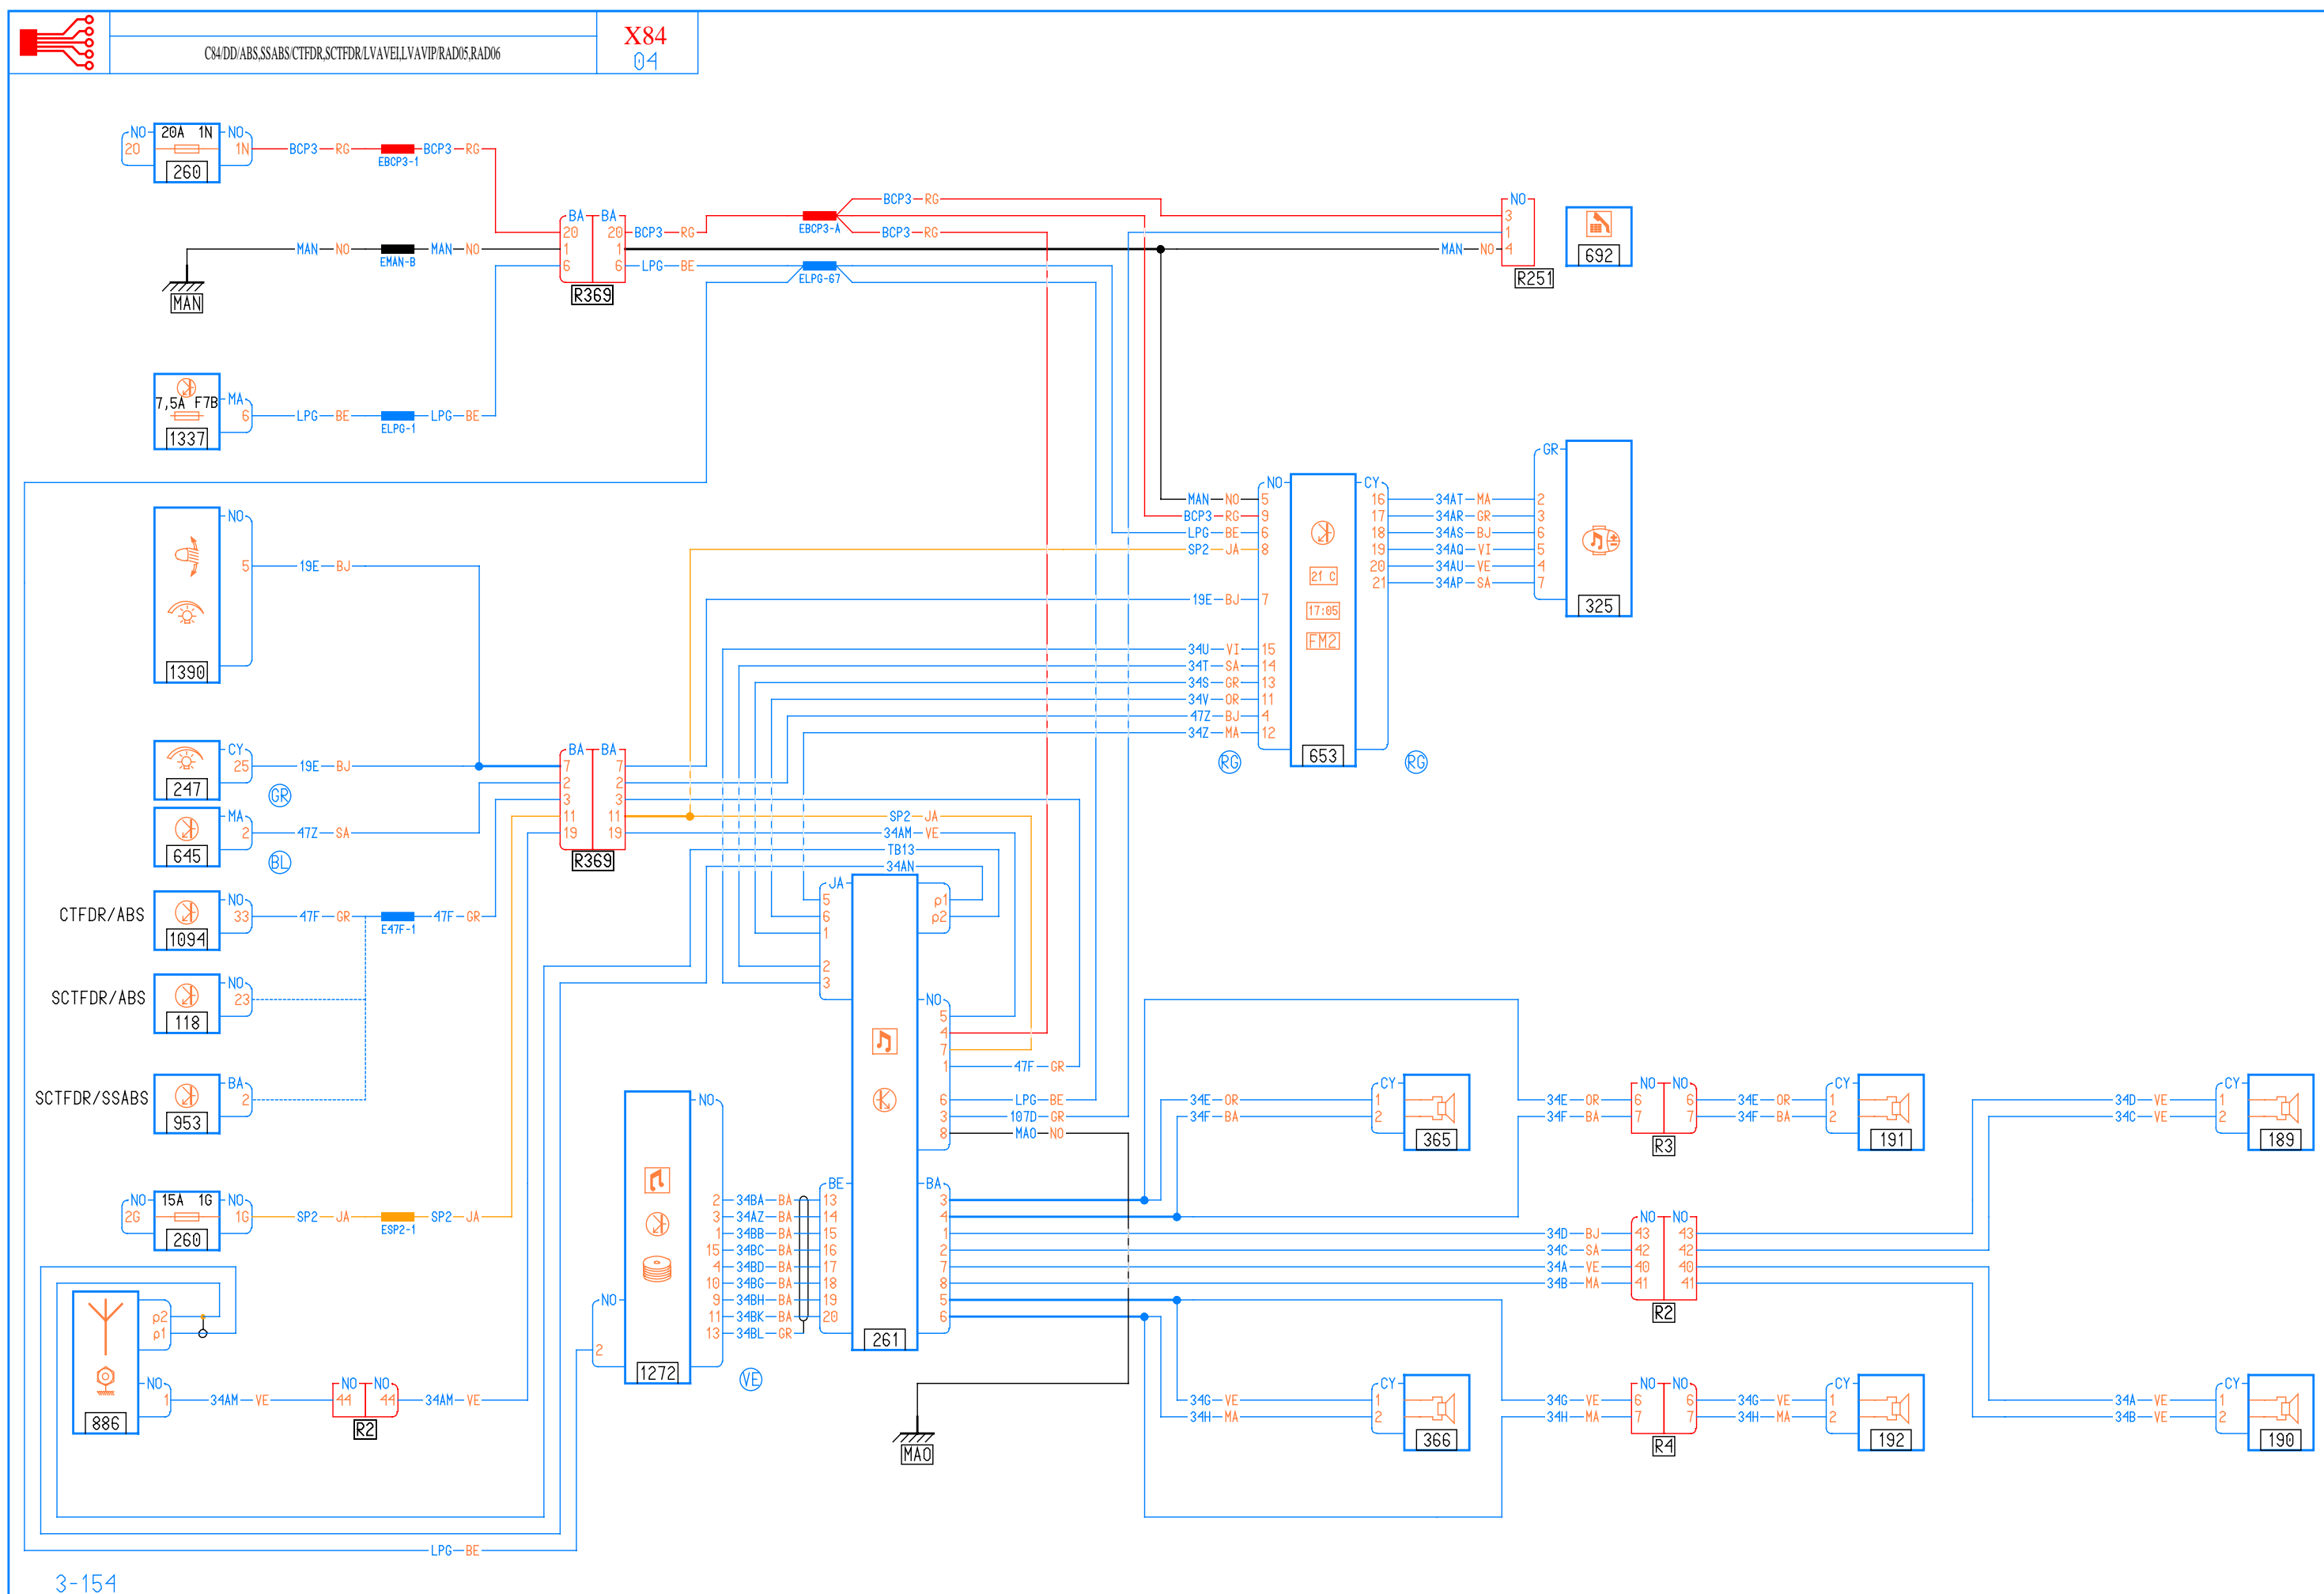 C84/DD/ABS,SSABS/CTFDR,SCTFDR/LVAVEL,LVAVIP/RAD05,RAD06
X84
04
NO 20A 1N NO
20 1N BCP3 RG BCP3 RG
EBCP3-1
260
MAN NO MAN NO
EMAN-B
MAN
BA BA
20 20 BCP3 RG
1 1
6 6 LPG BE
R369
EBCP3-A
BCP3 RG
BCP3 RG
ELPG-67
NO
3
1
MAN NO 4
R251
692
7,5A F7B MA
6 LPG BE LPG BE
ELPG-1
1337
NO
5 19E BJ
1390
NO CY GR
MAN NO 5 16 34AT MA 2
BCP3 RG 9 17 34AR GR 3
LPG BE 6 18 34AS BJ 6
SP2 JA 8 19 34AQ VI 5
20 34AU VE 4
21 34AP SA 7
21 C
19E BJ 7
17:05
325
FM2
34U VI 15
34T SA 14
34S GR 13
34V OR 11
47Z BJ 4
34Z MA 12
RG 653 RG
CY
25 19E BJ
247 GR
MA
2 47Z SA
645 BL
BA BA
7 7
2 2
3 3
11 11 SP2 JA
19 19 34AM VE
R369
TB13
34AN
CTFDR/ABS NO
33 47F GR 47F GR
E47F-1
1094
SCTFDR/ABS NO
23
118
SCTFDR/SSABS BA
2
953
JA
5 p1
6 p2
1
2
3
NO
5
4
7
1 47F GR
6 LPG BE
3 107D GR
8 MAO NO
NO 15A 1G NO
2G 1G SP2 JA SP2 JA
ESP2-1
260
NO
2 34BA BA 13
3 34AZ BA 14
1 34BB BA 15
15 34BC BA 16
4 34BD BA 17
10 34BG BA 18
9 34BH BA 19
11 34BK BA 20
13 34BL GR
BE BA
3
4
1
2
7
8
5
6
261
NO
2
1272 VE
MAO
CY
34E OR 1
34F BA 2
365
NO NO
34E OR 6 6 34E OR
34F BA 7 7 34F BA
R3
CY
1
2
191
CY
34D VE 1
34C VE 2
189
NO NO
34D BJ 43 43
34C SA 42 42
34A VE 40 40
34B MA 41 41
R2
CY
34G VE 1
34H MA 2
366
NO NO
34G VE 6 6 34G VE
34H MA 7 7 34H MA
R4
CY
1
2
192
CY
34A VE 1
34B VE 2
190
p2
p1
NO
1 34AM VE
886
NO NO
44 44 34AM VE
R2
LPG BE
3-154